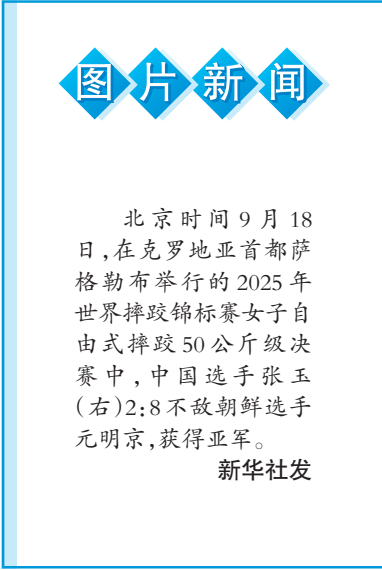 图片新闻
北京时间9月18
日,在克罗地亚首都萨
格勒布举行的2025年
世界摔跤锦标赛女子自
由式摔跤50公斤级决
赛中,中国选手张玉
(右)2:8不敌朝鲜选手
元明京,获得亚军。
新华社发